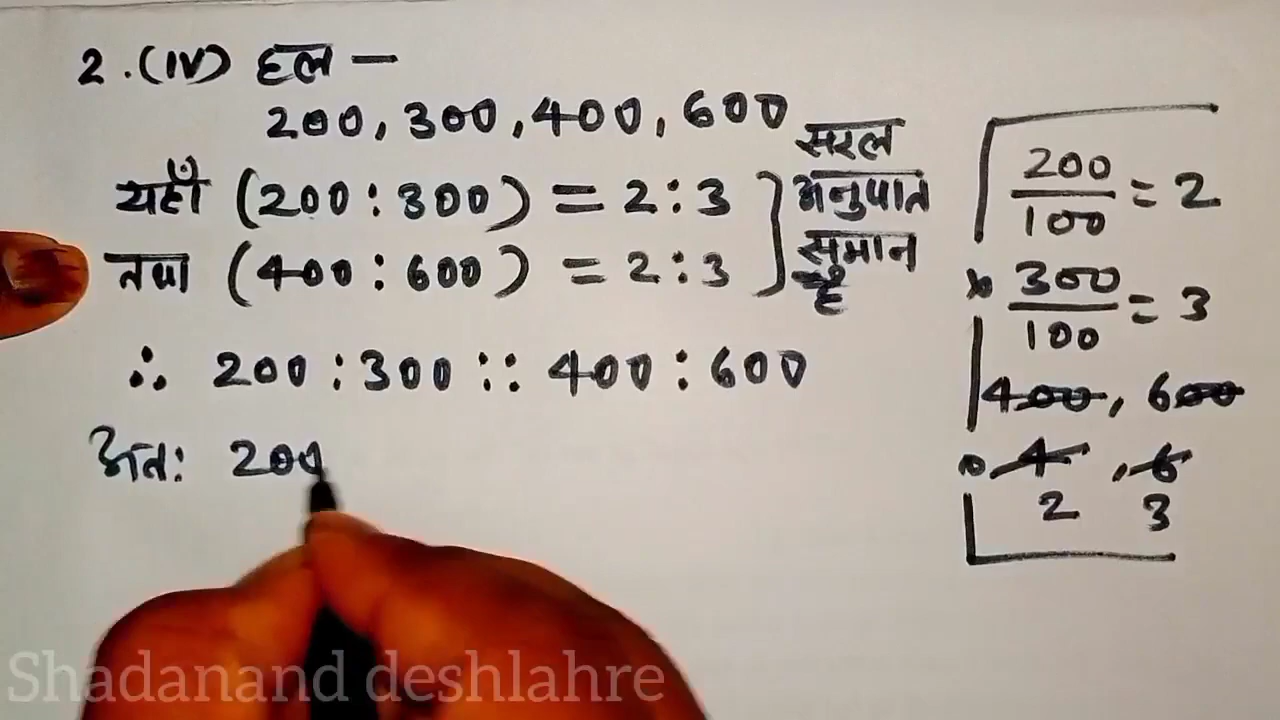 2. (IV) हल —
200, 300, 400, 600
यहाँ (200 : 300) = 2 : 3
तथा (400 : 600) = 2 : 3
सरल
अनुपात
समान
है
∴ 200 : 300 :: 400 : 600
अतः 200
200/100 = 2
300/100 = 3
400, 600
4, 6
2 3
Shadanand deshlahre